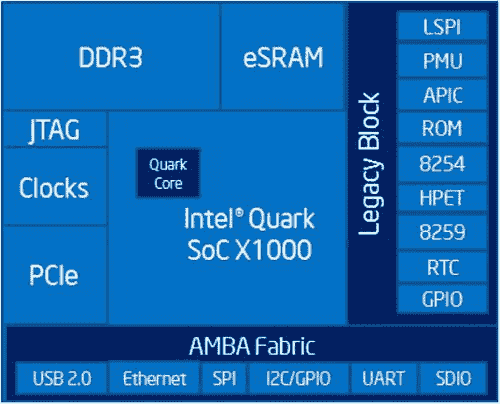 DDR3
eSRAM
JTAG
Clocks
PCIe
Quark
Core
Intel® Quark
SoC X1000
Legacy Block
LSPI
PMU
APIC
ROM
8254
HPET
8259
RTC
GPIO
AMBA Fabric
USB 2.0
Ethernet
SPI
I2C/GPIO
UART
SDIO